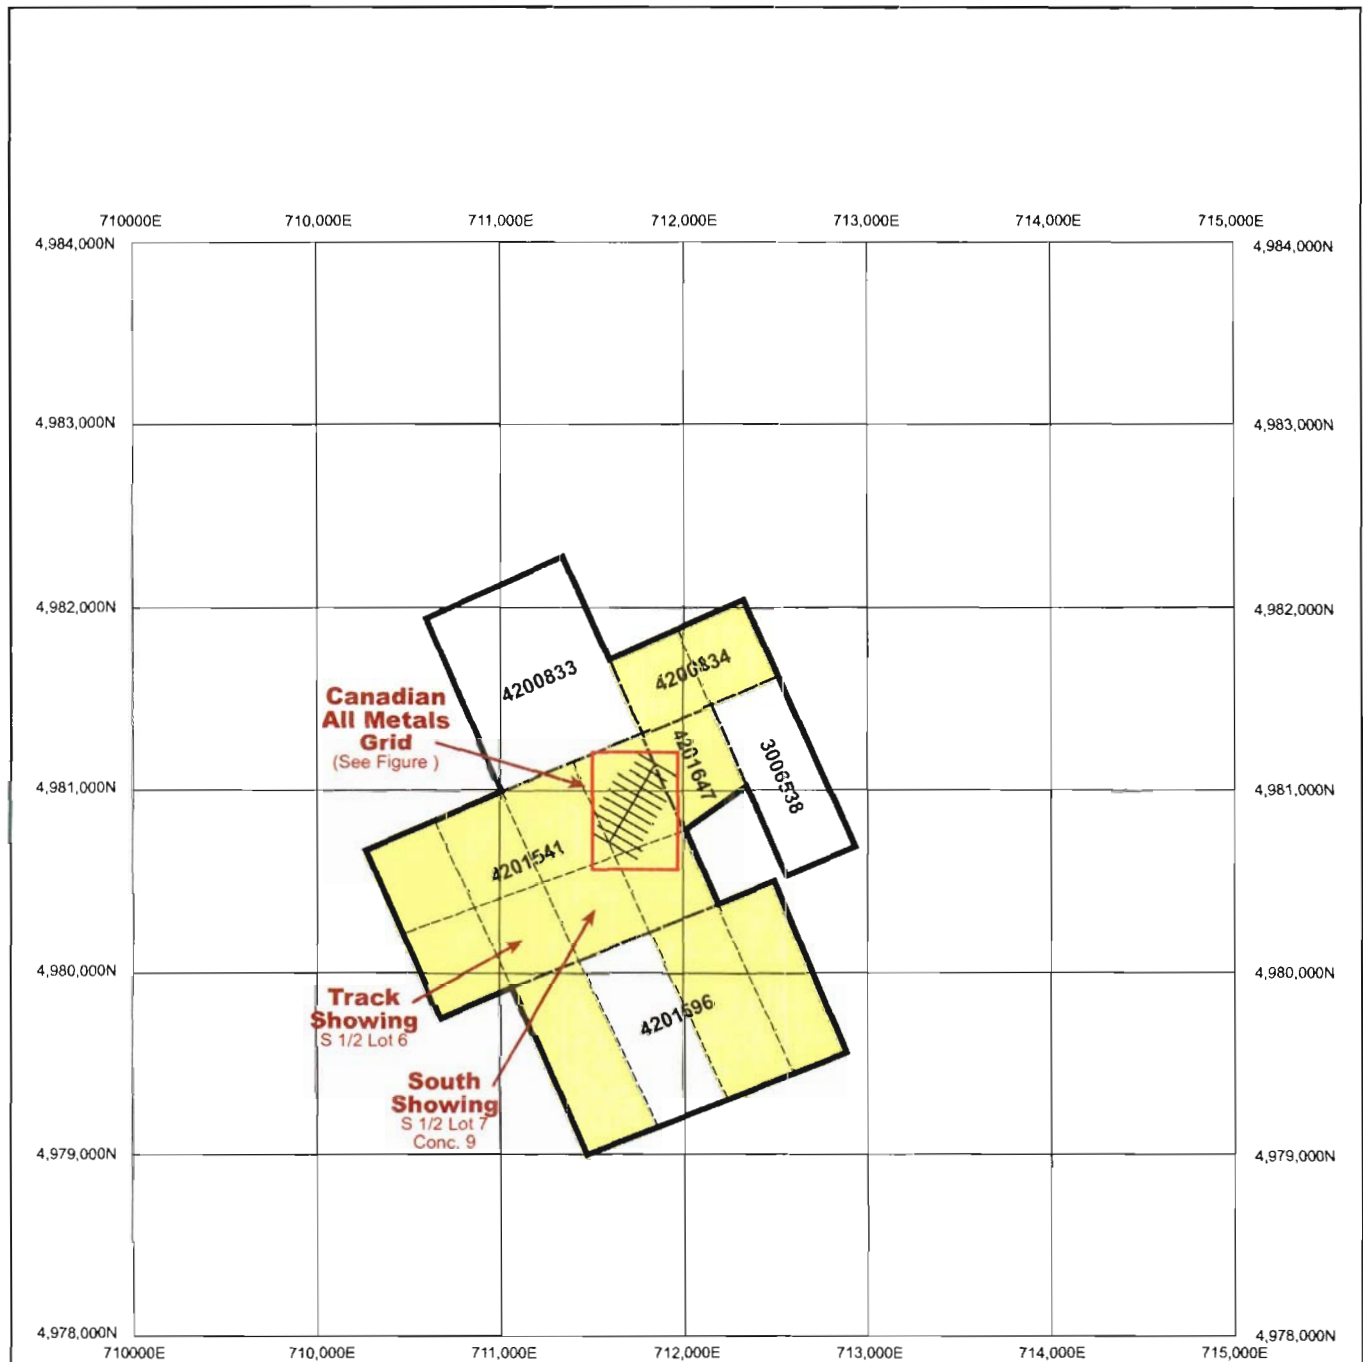 710000E 710,000E 711,000E 712,000E 713,000E 714,000E 715,000E
4,984,000N 4,984,000N
4,983,000N 4,983,000N
4,982,000N 4,982,000N
4200833
4200834
4201647
3006538
Canadian
All Metals
Grid
(See Figure )
4,981,000N 4,981,000N
4201541
4,980,000N 4,980,000N
Track
Showing
S 1/2 Lot 6
4201696
South
Showing
S 1/2 Lot 7
Conc. 9
4,979,000N 4,979,000N
4,978,000N 4,978,000N
710000E 710,000E 711,000E 712,000E 713,000E 714,000E 715,000E